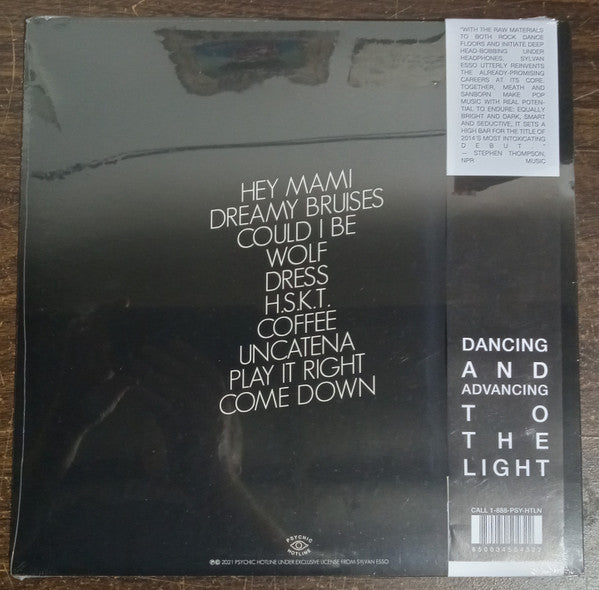 "WITH THE RAW MATERIALS
TO BOTH ROCK DANCE
FLOORS AND INITIATE DEEP
HEAD-BOBBING UNDER
HEADPHONES, SYLVAN
ESSO UTTERLY REINVENTS
THE ALREADY-PROMISING
CAREERS AT ITS CORE.
TOGETHER, MEATH AND
SANBORN MAKE POP
MUSIC WITH REAL POTEN-
TIAL TO ENDURE: EQUALLY
BRIGHT AND DARK, SMART
AND SEDUCTIVE, IT SETS A
HIGH BAR FOR THE TITLE OF
2014'S MOST INTOXICATING
DEBUT."
— STEPHEN THOMPSON,
NPR MUSIC
HEY MAMI
DREAMY BRUISES
COULD I BE
WOLF
DRESS
H.S.K.T.
COFFEE
UNCATENA
PLAY IT RIGHT
COME DOWN
DANCING
AND
ADVANCING
TO
THE
LIGHT
CALL 1-888-PSY-HTLN
PSYCHIC
HOTLINE
℗© 2021 PSYCHIC HOTLINE UNDER EXCLUSIVE LICENSE FROM SYLVAN ESSO